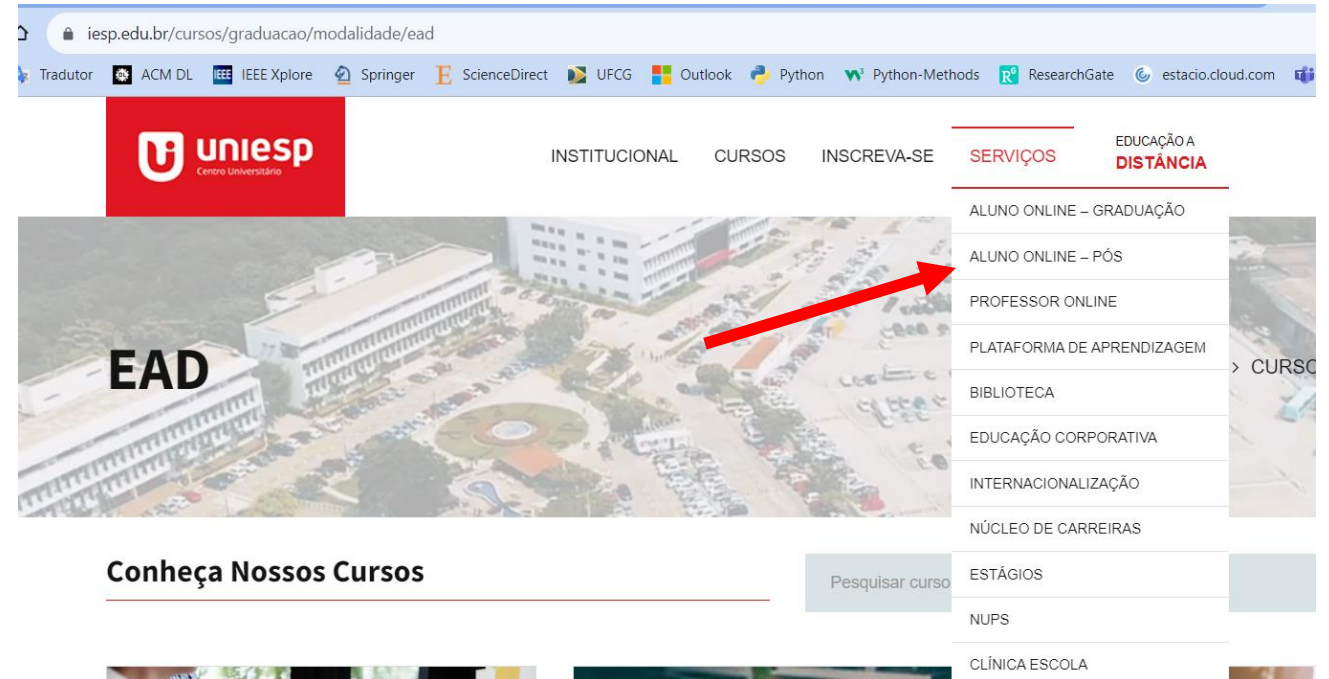 iesp.edu.br/cursos/graduacao/modalidade/ead
Tradutor ACM DL IEEE IEEE Xplore Springer E ScienceDirect UFCG Outlook Python Python-Methods ResearchGate estacio.cloud.com
uniesp
Centro Universitário
INSTITUCIONAL CURSOS INSCREVA-SE SERVIÇOS EDUCAÇÃO A
DISTÂNCIA
ALUNO ONLINE – GRADUAÇÃO
ALUNO ONLINE – PÓS
PROFESSOR ONLINE
PLATAFORMA DE APRENDIZAGEM
EAD
> CURSO
BIBLIOTECA
EDUCAÇÃO CORPORATIVA
INTERNACIONALIZAÇÃO
NÚCLEO DE CARREIRAS
Conheça Nossos Cursos
Pesquisar curso
ESTÁGIOS
NUPS
CLÍNICA ESCOLA